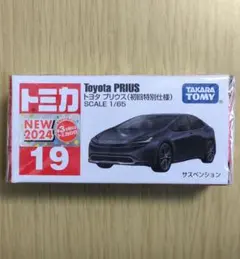 トミカ
Toyota PRIUS
トヨタ プリウス(初回特別仕様)
SCALE 1/65
TAKARA
TOMY
NEW
2024
19
サスペンション